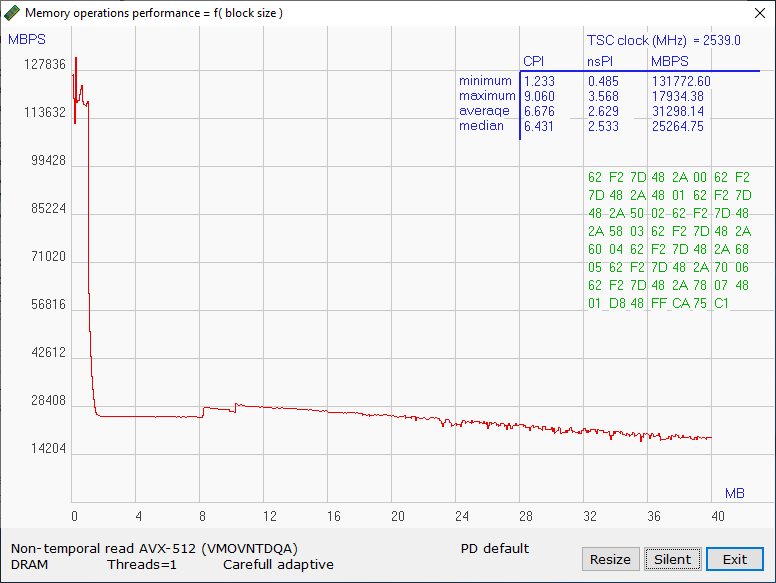 Memory operations performance = f( block size )
MBPS
TSC clock (MHz) = 2539.0
CPI nsPI MBPS
minimum 1.233 0.485 131772.60
maximum 9.060 3.568 17934.38
average 6.676 2.629 31298.14
median 6.431 2.533 25264.75
127836
113632
99428
85224
71020
56816
42612
28408
14204
62 F2 7D 48 2A 00 62 F2
7D 48 2A 48 01 62 F2 7D
48 2A 50 02 62 F2 7D 48
2A 58 03 62 F2 7D 48 2A
60 04 62 F2 7D 48 2A 68
05 62 F2 7D 48 2A 70 06
62 F2 7D 48 2A 78 07 48
01 D8 48 FF CA 75 C1
MB
0 4 8 12 16 20 24 28 32 36 40
Non-temporal read AVX-512 (VMOVNTDQA) PD default
DRAM Threads=1 Carefull adaptive
Resize Silent Exit